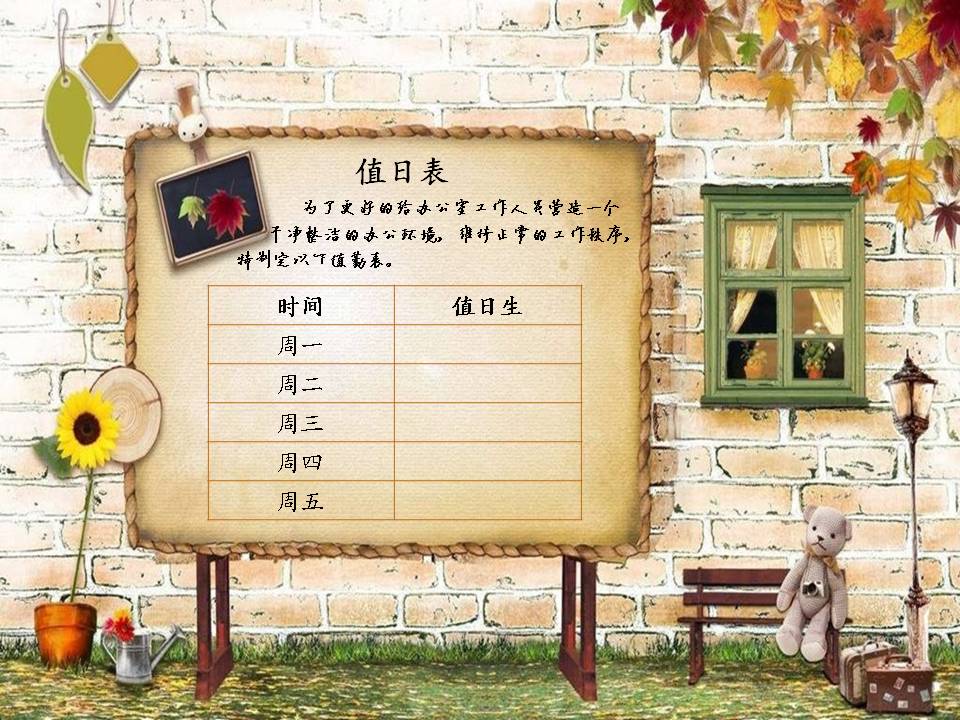 值日表
为了更好的给办公室工作人员营造一个
干净整洁的办公环境，维持正常的工作秩序，
特制定以下值勤表。
时间 值日生
周一
周二
周三
周四
周五